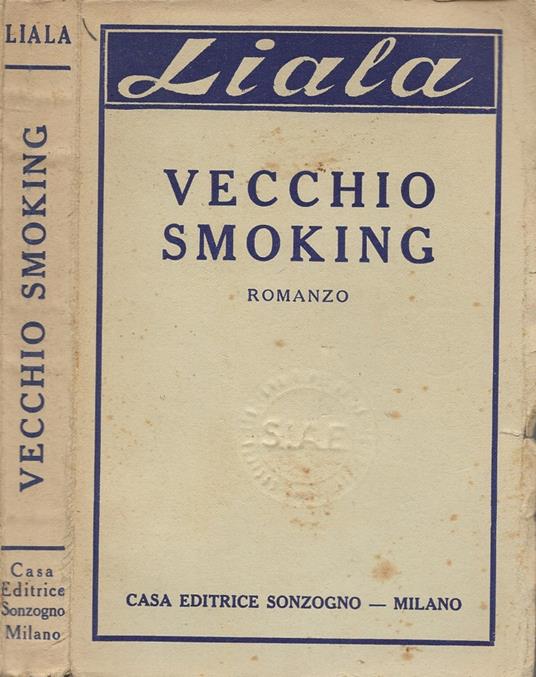 LIALA
VECCHIO SMOKING
Casa
Editrice
Sonzogno
Milano
Liala
VECCHIO
SMOKING
ROMANZO
S.I.A.E
CASA EDITRICE SONZOGNO — MILANO